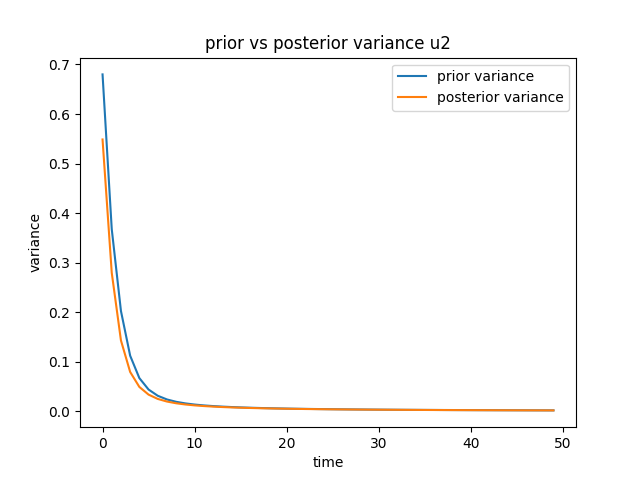 prior vs posterior variance u2
prior variance
posterior variance
variance
0.7
0.6
0.5
0.4
0.3
0.2
0.1
0.0
0
10
20
30
40
50
time